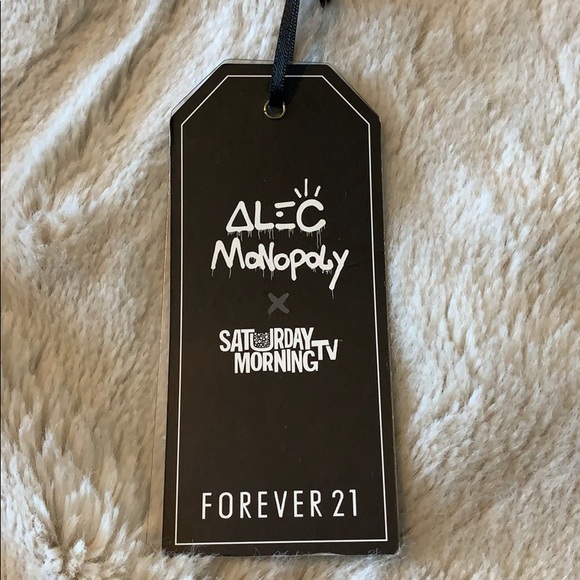 ALEC
MONOPOLY
×
SATURDAY
MORNING TV
FOREVER 21